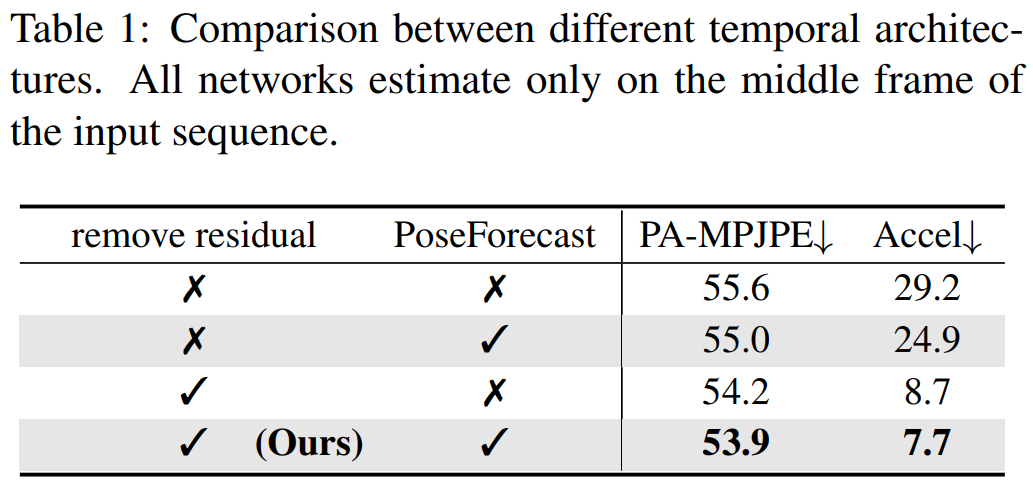 Table 1: Comparison between different temporal architec-
tures. All networks estimate only on the middle frame of
the input sequence.
remove residual PoseForecast PA-MPJPE↓ Accel↓
✗ ✗ 55.6 29.2
✗ ✓ 55.0 24.9
✓ ✗ 54.2 8.7
✓ (Ours) ✓ 53.9 7.7